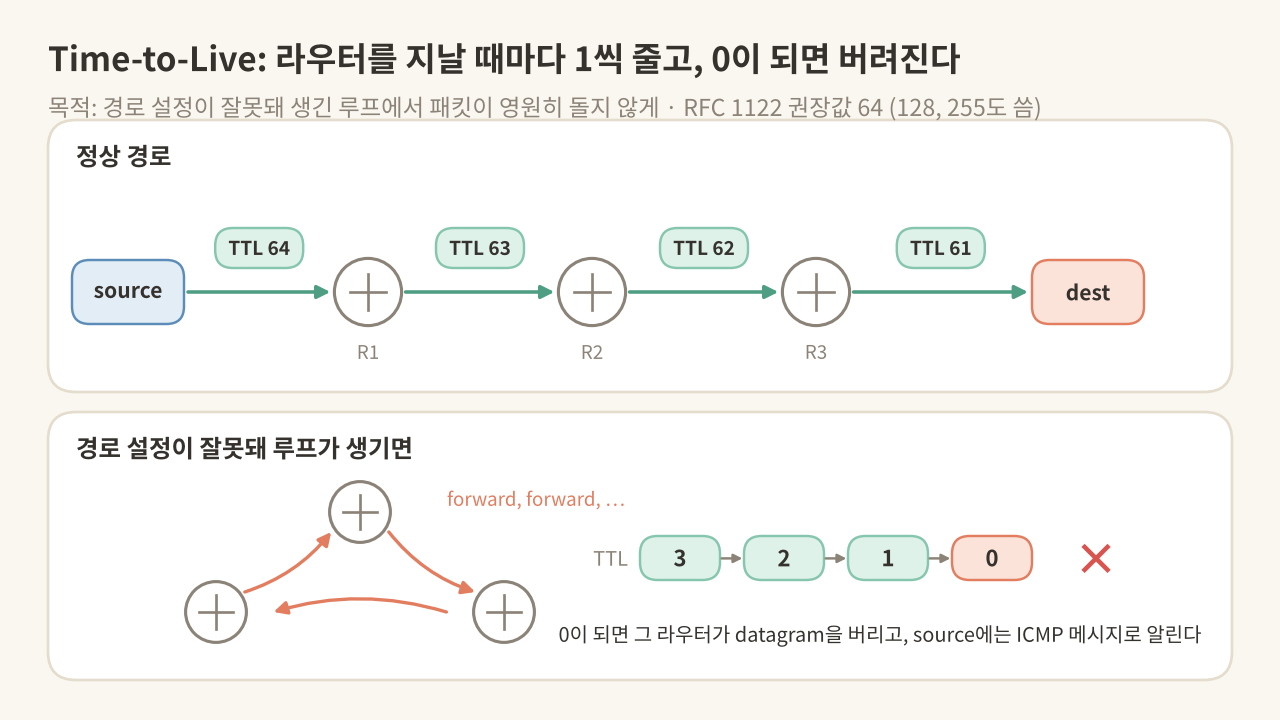 Time-to-Live: 라우터를 지날 때마다 1씩 줄고, 0이 되면 버려진다
목적: 경로 설정이 잘못돼 생긴 루프에서 패킷이 영원히 돌지 않게 · RFC 1122 권장값 64 (128, 255도 씀)
정상 경로
TTL 64
TTL 63
TTL 62
TTL 61
source
dest
R1
R2
R3
경로 설정이 잘못돼 루프가 생기면
forward, forward, …
TTL
3
2
1
0
0이 되면 그 라우터가 datagram을 버리고, source에는 ICMP 메시지로 알린다